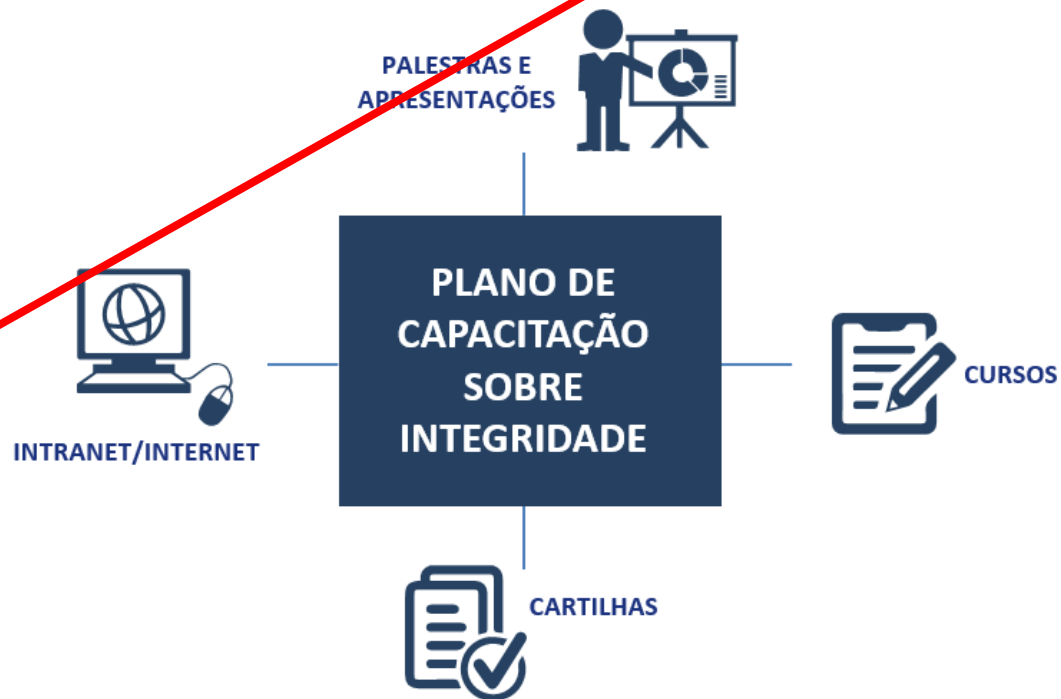 PALESTRAS E
APRESENTAÇÕES
PLANO DE
CAPACITAÇÃO
SOBRE
INTEGRIDADE
CURSOS
INTRANET/INTERNET
CARTILHAS